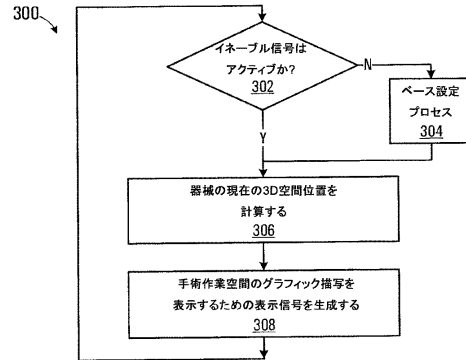 300
イネーブル信号は
アクティブか?
302
N
ベース設定
プロセス
304
Y
器械の現在の3D空間位置を
計算する
306
手術作業空間のグラフィック描写を
表示するための表示信号を生成する
308